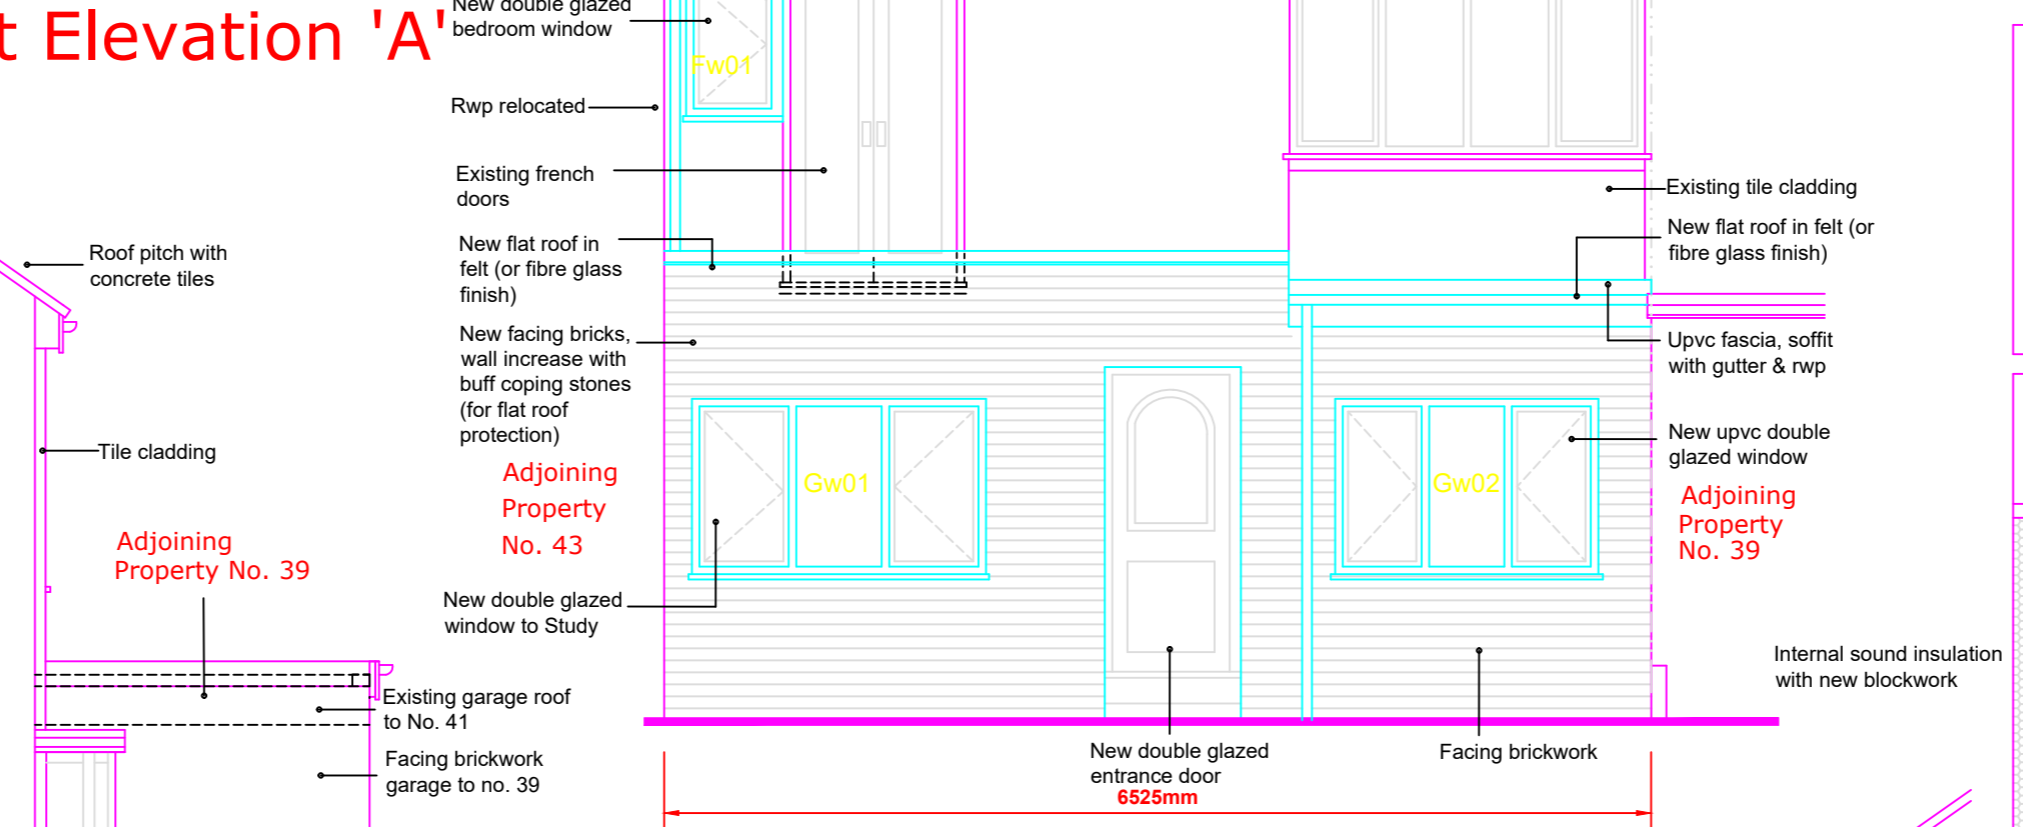 t Elevation 'A'
New double glazed
bedroom window
Fw01
Rwp relocated
Existing french
doors
New flat roof in
felt (or fibre glass
finish)
New facing bricks,
wall increase with
buff coping stones
(for flat roof
protection)
Adjoining
Property
No. 43
New double glazed
window to Study
Roof pitch with
concrete tiles
Tile cladding
Adjoining
Property No. 39
Existing garage roof
to No. 41
Facing brickwork
garage to no. 39
Gw01
Gw02
New double glazed
entrance door
6525mm
Facing brickwork
Existing tile cladding
New flat roof in felt (or
fibre glass finish)
Upvc fascia, soffit
with gutter & rwp
New upvc double
glazed window
Adjoining
Property
No. 39
Internal sound insulation
with new blockwork